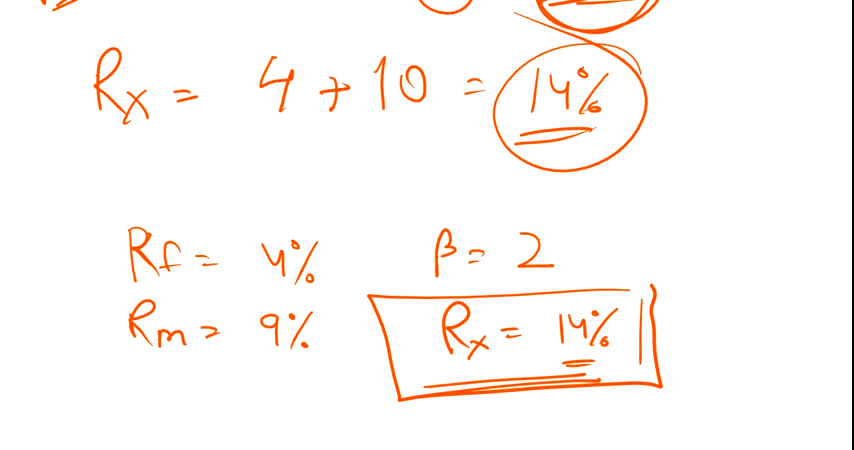 Rx = 4 + 10 = 14%
Rf = 4% β = 2
Rm = 9% Rx = 14%